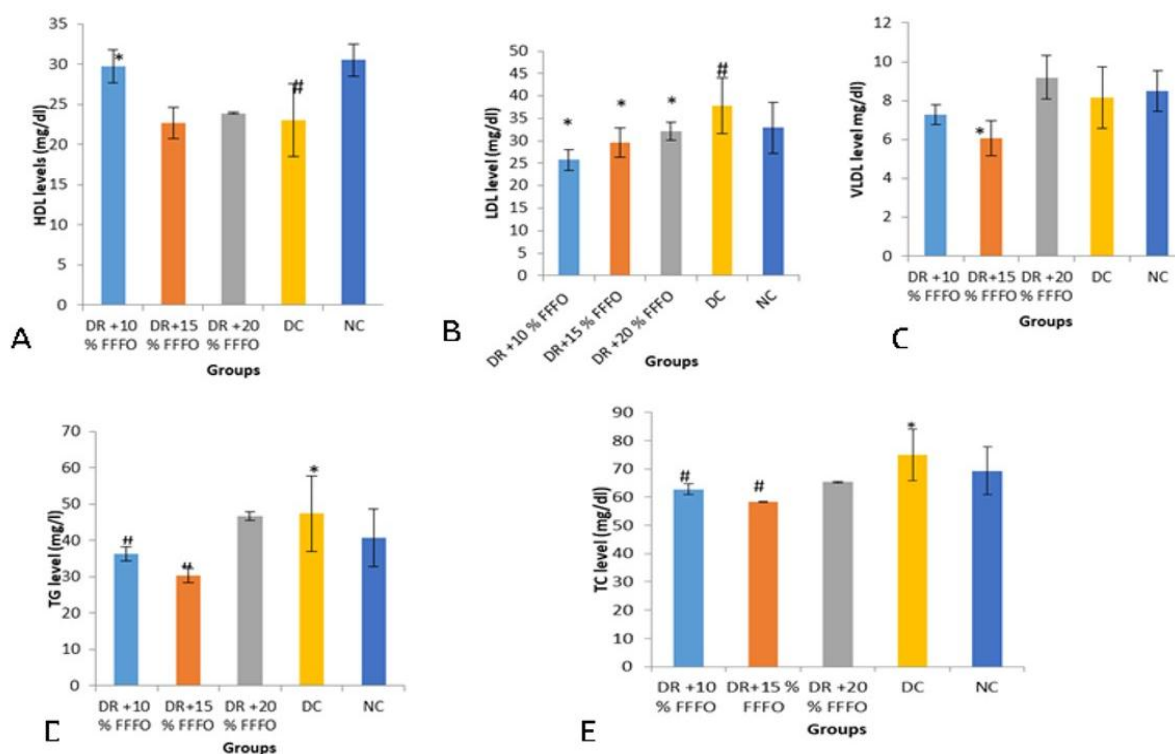 HDL levels (mg/dl)
35
30
25
20
15
10
5
0
*
#
DR +10 % FFFO
DR+15 % FFFO
DR +20 % FFFO
DC
NC
Groups
A
LDL level (mg/dl)
50
45
40
35
30
25
20
15
10
5
0
*
*
*
#
DR +10 % FFFO
DR+15 % FFFO
DR +20 % FFFO
DC
NC
Groups
B
VLDL level mg/dl)
12
10
8
6
4
2
0
*
DR +10 % FFFO
DR+15 % FFFO
DR +20 % FFFO
DC
NC
Groups
C
TG level (mg/l)
70
60
50
40
30
20
10
0
#
#
*
DR +10 % FFFO
DR+15 % FFFO
DR +20 % FFFO
DC
NC
Groups
TC level (mg/dl)
90
80
70
60
50
40
30
20
10
0
#
#
*
DR +10 % FFFO
DR+15 % FFFO
DR +20 % FFFO
DC
NC
Groups
E